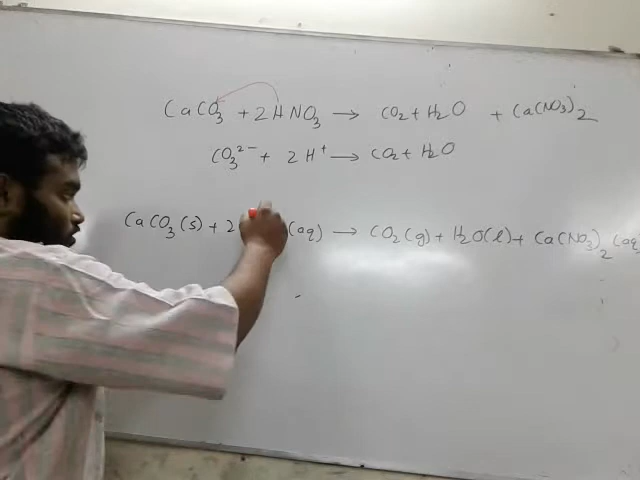 CaCO3 + 2HNO3 → CO2 + H2O + Ca(NO3)2
CO3^2- + 2H+ → CO2 + H2O
CaCO3(s) + 2 (aq) → CO2(g) + H2O(l) + Ca(NO3)2(aq)